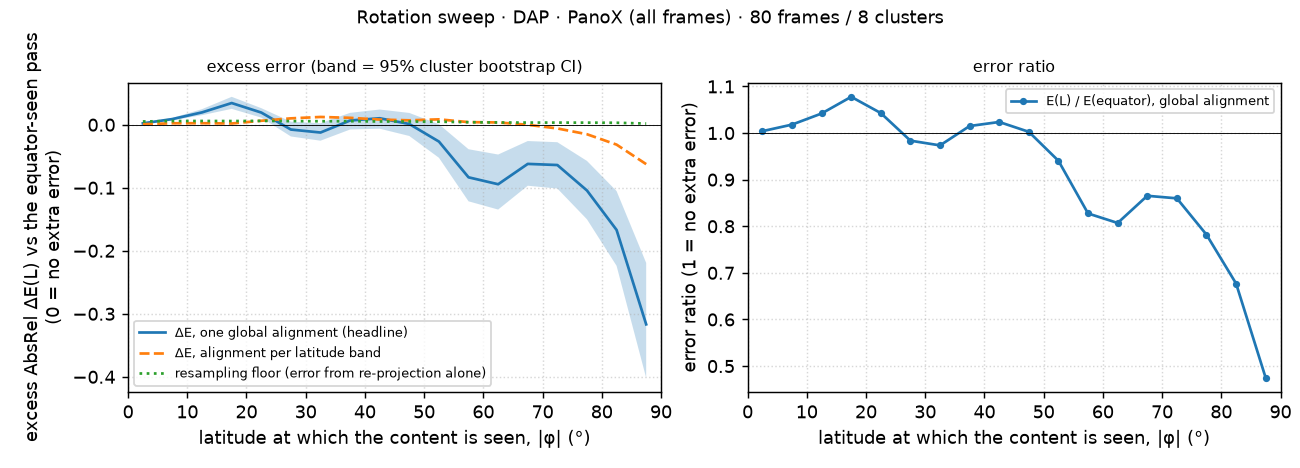 Rotation sweep · DAP · PanoX (all frames) · 80 frames / 8 clusters
excess error (band = 95% cluster bootstrap CI)
excess AbsRel ΔE(L) vs the equator-seen pass
(0 = no extra error)
0.0
−0.1
−0.2
−0.3
−0.4
ΔE, one global alignment (headline)
ΔE, alignment per latitude band
resampling floor (error from re-projection alone)
0 10 20 30 40 50 60 70 80 90
latitude at which the content is seen, |φ| (°)
error ratio
error ratio (1 = no extra error)
1.1
1.0
0.9
0.8
0.7
0.6
0.5
E(L) / E(equator), global alignment
0 10 20 30 40 50 60 70 80 90
latitude at which the content is seen, |φ| (°)